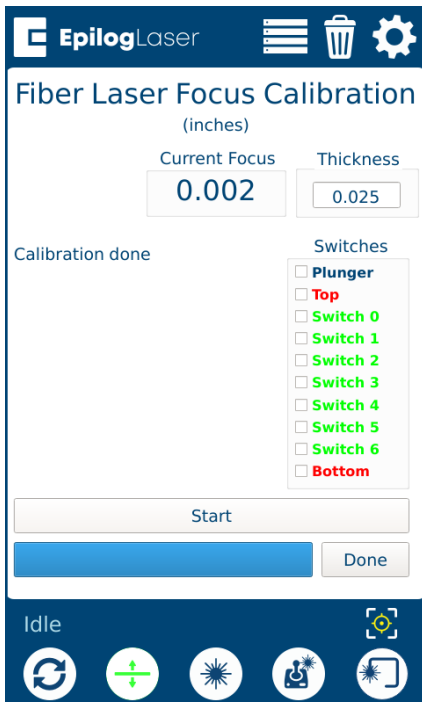 EpilogLaser
Fiber Laser Focus Calibration
(inches)
Current Focus
Thickness
0.002
0.025
Calibration done
Switches
Plunger
Top
Switch 0
Switch 1
Switch 2
Switch 3
Switch 4
Switch 5
Switch 6
Bottom
Start
Done
Idle